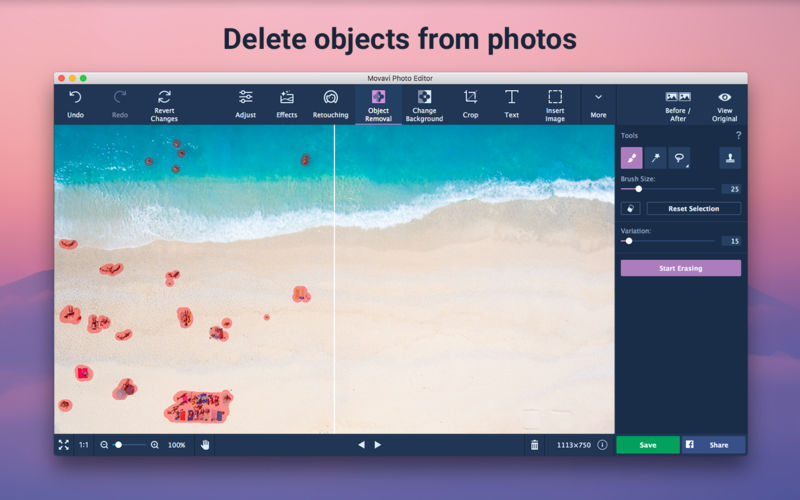 Delete objects from photos
Movavi Photo Editor
Undo
Redo
Revert
Changes
Adjust
Effects
Retouching
Object
Removal
Change
Background
Crop
Text
Insert
Image
More
Before /
After
View
Original
Tools
?
Brush Size:
25
Reset Selection
Variation:
15
Start Erasing
1:1
100%
1113×750
Save
Share